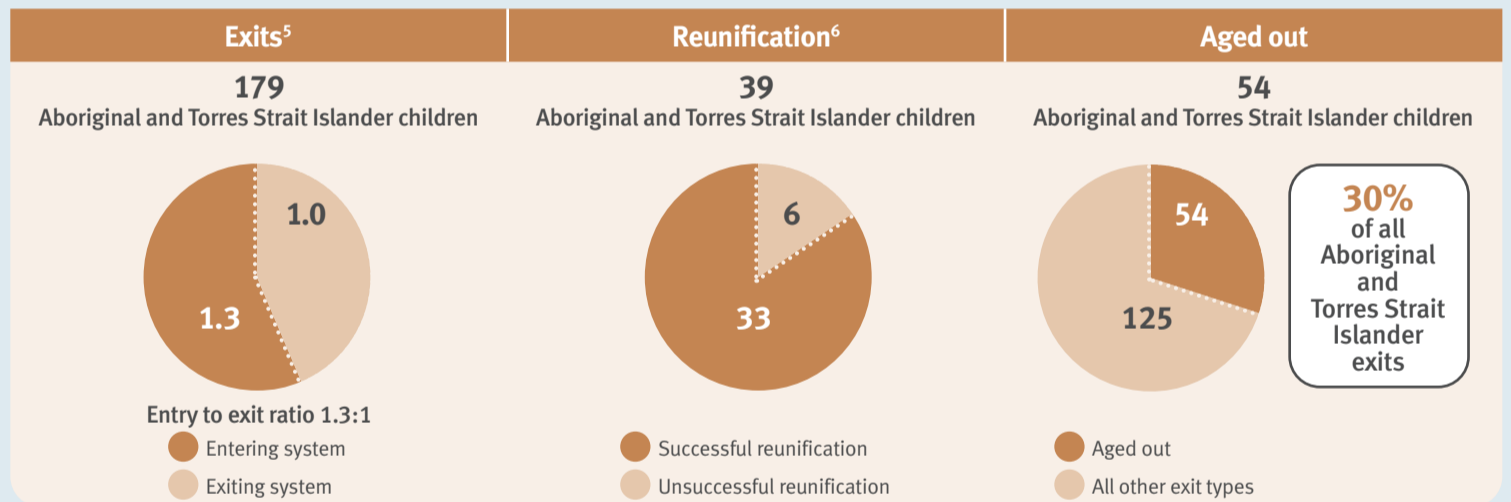 Exits⁵
179
Aboriginal and Torres Strait Islander children
1.0
1.3
Entry to exit ratio 1.3:1
Entering system
Exiting system
Reunification⁶
39
Aboriginal and Torres Strait Islander children
6
33
Successful reunification
Unsuccessful reunification
Aged out
54
Aboriginal and Torres Strait Islander children
54
125
30%
of all
Aboriginal
and
Torres Strait
Islander
exits
Aged out
All other exit types